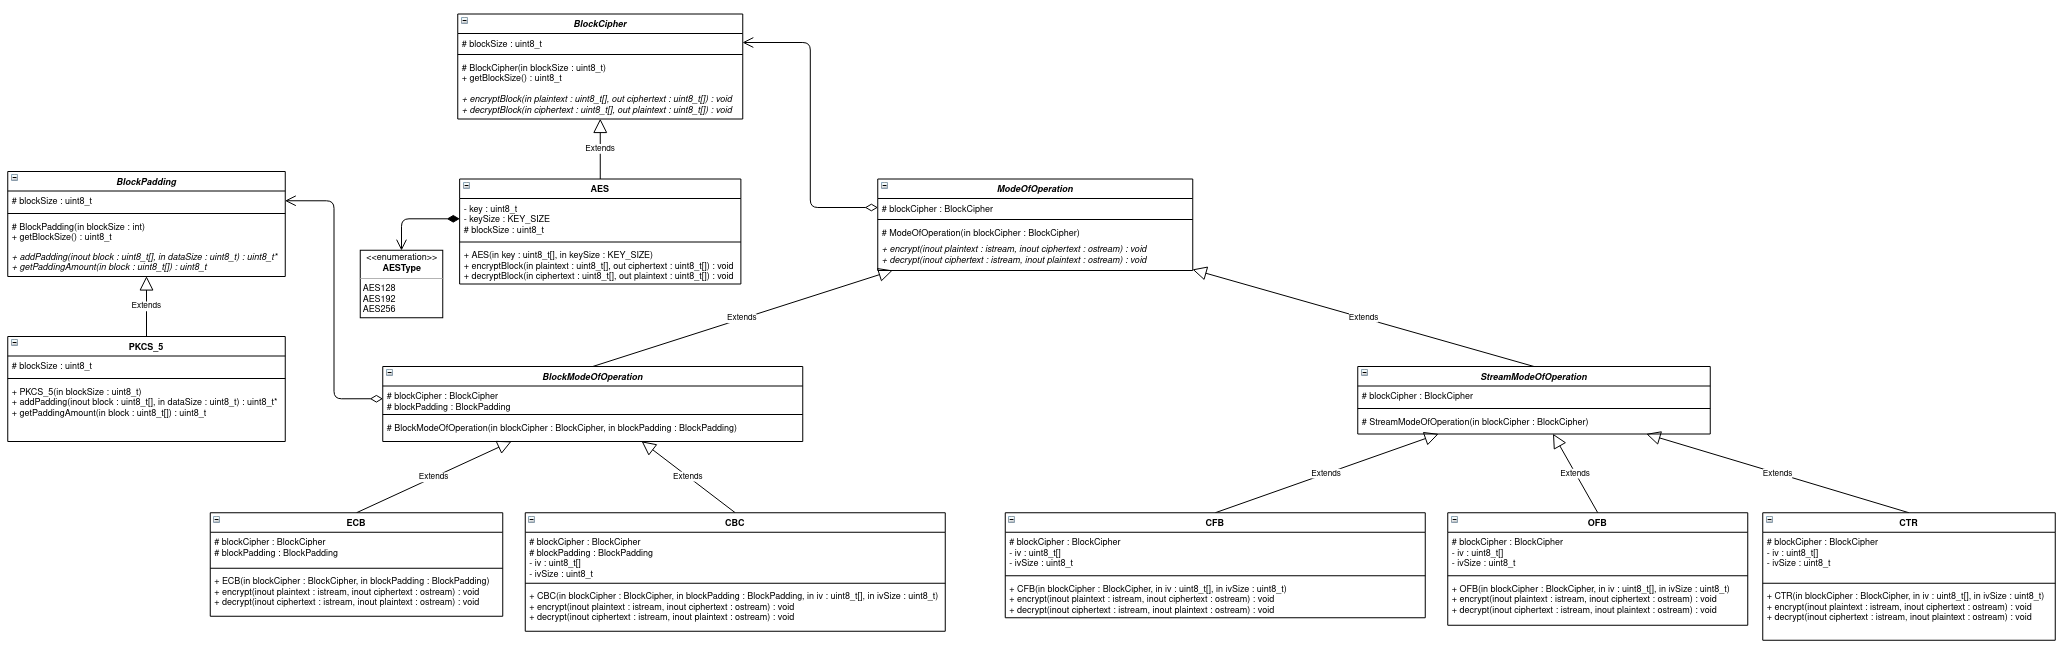 BlockCipher
# blockSize : uint8_t
# BlockCipher(in blockSize : uint8_t)
+ getBlockSize() : uint8_t
+ encryptBlock(in plaintext : uint8_t[], out ciphertext : uint8_t[]) : void
+ decryptBlock(in ciphertext : uint8_t[], out plaintext : uint8_t[]) : void
Extends
BlockPadding
# blockSize : uint8_t
# BlockPadding(in blockSize : int)
+ getBlockSize() : uint8_t
+ addPadding(inout block : uint8_t[], in dataSize : uint8_t) : uint8_t*
+ getPaddingAmount(in block : uint8_t[]) : uint8_t
Extends
PKCS_5
# blockSize : uint8_t
+ PKCS_5(in blockSize : uint8_t)
+ addPadding(inout block : uint8_t[], in dataSize : uint8_t) : uint8_t*
+ getPaddingAmount(in block : uint8_t[]) : uint8_t
AES
- key : uint8_t
- keySize : KEY_SIZE
# blockSize : uint8_t
+ AES(in key : uint8_t[], in keySize : KEY_SIZE)
+ encryptBlock(in plaintext : uint8_t[], out ciphertext : uint8_t[]) : void
+ decryptBlock(in ciphertext : uint8_t[], out plaintext : uint8_t[]) : void
<<enumeration>>
AESType
AES128
AES192
AES256
ModeOfOperation
# blockCipher : BlockCipher
# ModeOfOperation(in blockCipher : BlockCipher)
+ encrypt(inout plaintext : istream, inout ciphertext : ostream) : void
+ decrypt(inout ciphertext : istream, inout plaintext : ostream) : void
Extends
Extends
BlockModeOfOperation
# blockCipher : BlockCipher
# blockPadding : BlockPadding
# BlockModeOfOperation(in blockCipher : BlockCipher, in blockPadding : BlockPadding)
StreamModeOfOperation
# blockCipher : BlockCipher
# StreamModeOfOperation(in blockCipher : BlockCipher)
Extends
Extends
Extends
Extends
Extends
ECB
# blockCipher : BlockCipher
# blockPadding : BlockPadding
+ ECB(in blockCipher : BlockCipher, in blockPadding : BlockPadding)
+ encrypt(inout plaintext : istream, inout ciphertext : ostream) : void
+ decrypt(inout ciphertext : istream, inout plaintext : ostream) : void
CBC
# blockCipher : BlockCipher
# blockPadding : BlockPadding
- iv : uint8_t[]
- ivSize : uint8_t
+ CBC(in blockCipher : BlockCipher, in blockPadding : BlockPadding, in iv : uint8_t[], in ivSize : uint8_t)
+ encrypt(inout plaintext : istream, inout ciphertext : ostream) : void
+ decrypt(inout ciphertext : istream, inout plaintext : ostream) : void
CFB
# blockCipher : BlockCipher
- iv : uint8_t[]
- ivSize : uint8_t
+ CFB(in blockCipher : BlockCipher, in iv : uint8_t[], in ivSize : uint8_t)
+ encrypt(inout plaintext : istream, inout ciphertext : ostream) : void
+ decrypt(inout ciphertext : istream, inout plaintext : ostream) : void
OFB
# blockCipher : BlockCipher
- iv : uint8_t[]
- ivSize : uint8_t
+ OFB(in blockCipher : BlockCipher, in iv : uint8_t[], in ivSize : uint8_t)
+ encrypt(inout plaintext : istream, inout ciphertext : ostream) : void
+ decrypt(inout ciphertext : istream, inout plaintext : ostream) : void
CTR
# blockCipher : BlockCipher
- iv : uint8_t[]
- ivSize : uint8_t
+ CTR(in blockCipher : BlockCipher, in iv : uint8_t[], in ivSize : uint8_t)
+ encrypt(inout plaintext : istream, inout ciphertext : ostream) : void
+ decrypt(inout ciphertext : istream, inout plaintext : ostream) : void